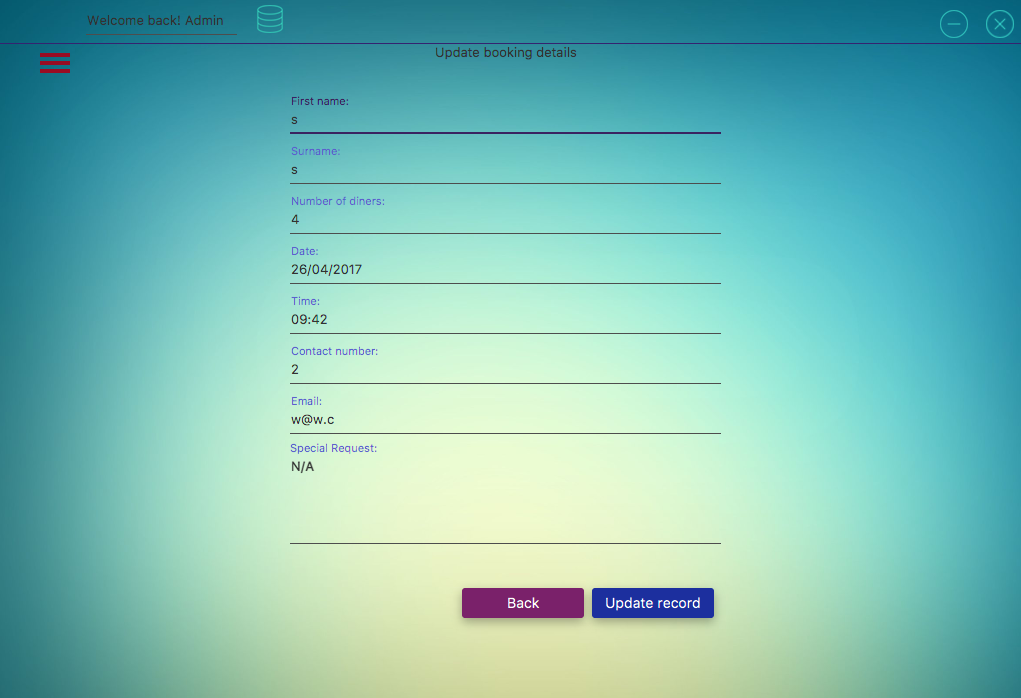 Welcome back! Admin
Update booking details
First name:
s
Surname:
s
Number of diners:
4
Date:
26/04/2017
Time:
09:42
Contact number:
2
Email:
w@w.c
Special Request:
N/A
Back
Update record